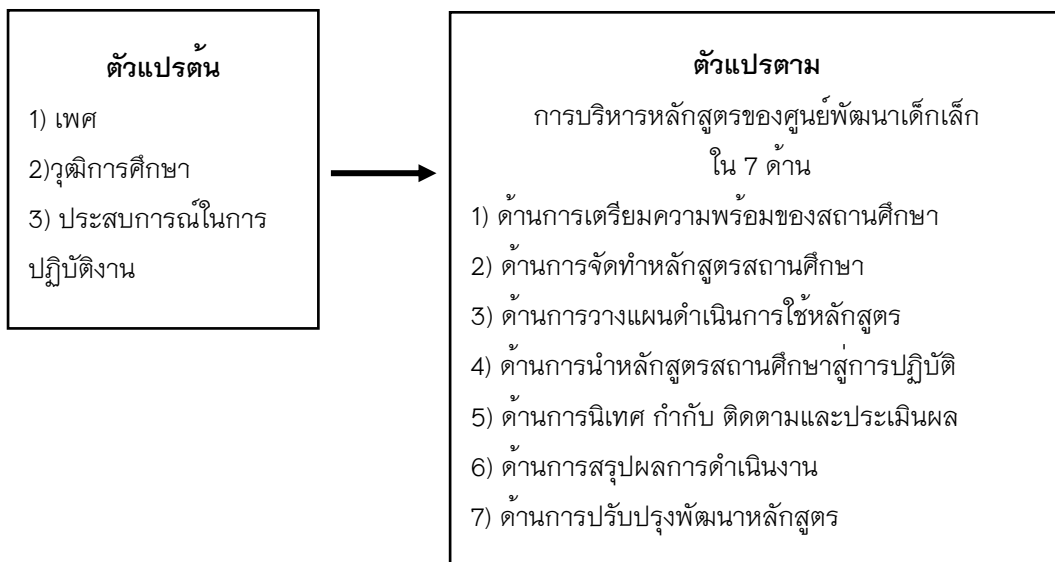 ตัวแปรต้น
1) เพศ
2)วุฒิการศึกษา
3) ประสบการณ์ในการ
ปฏิบัติงาน
ตัวแปรตาม
การบริหารหลักสูตรของศูนย์พัฒนาเด็กเล็ก
ใน 7 ด้าน
1) ด้านการเตรียมความพร้อมของสถานศึกษา
2) ด้านการจัดทำหลักสูตรสถานศึกษา
3) ด้านการวางแผนดำเนินการใช้หลักสูตร
4) ด้านการนำหลักสูตรสถานศึกษาสู่การปฏิบัติ
5) ด้านการนิเทศ กำกับ ติดตามและประเมินผล
6) ด้านการสรุปผลการดำเนินงาน
7) ด้านการปรับปรุงพัฒนาหลักสูตร